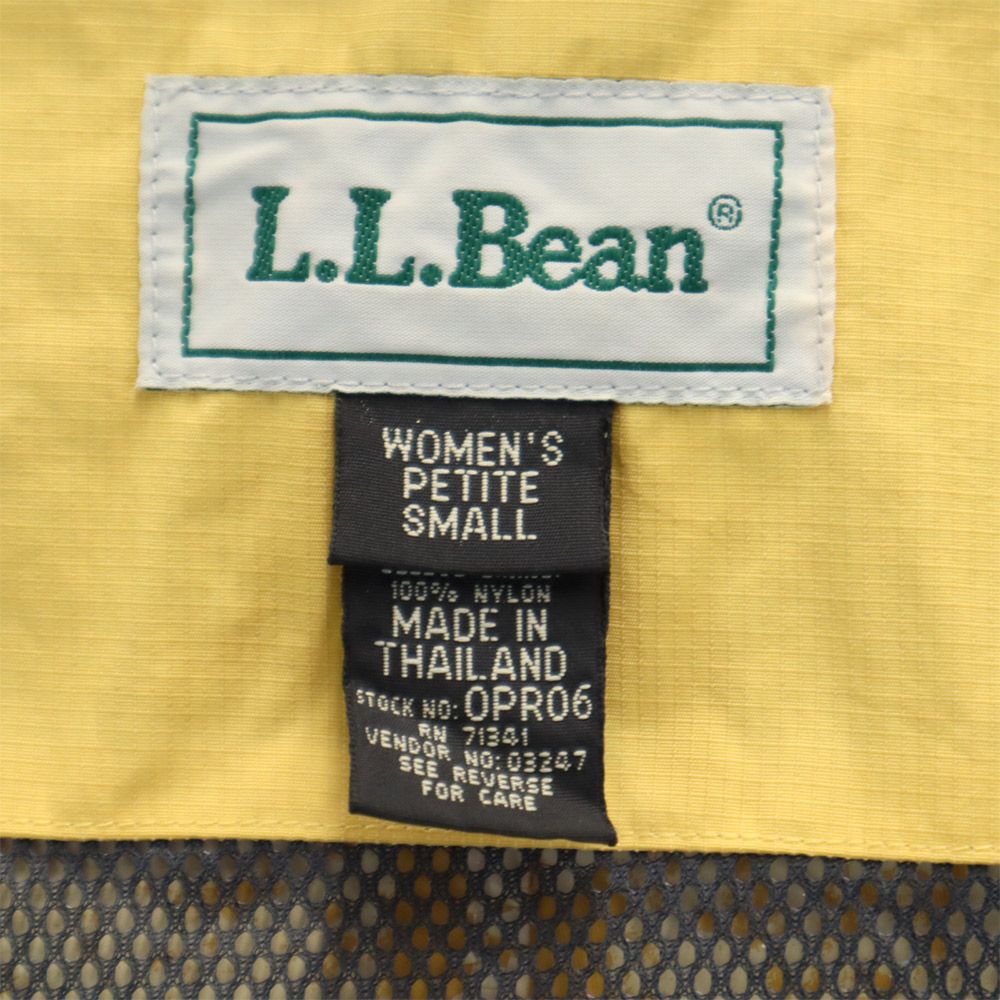 L.L.Bean®
WOMEN'S
PETITE
SMALL
100% NYLON
MADE IN
THAILAND
STOCK NO: OPR06
RN 71341
VENDOR NO: 03247
SEE REVERSE
FOR CARE